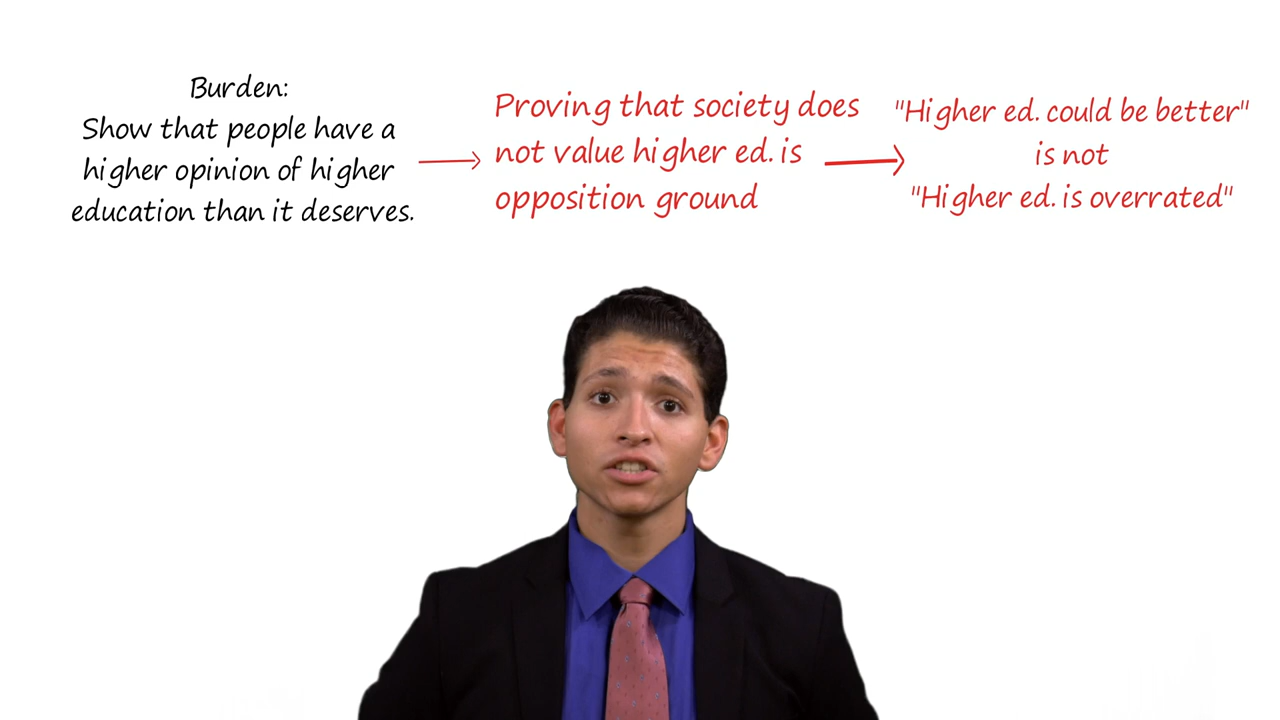 Burden:
Show that people have a
higher opinion of higher
education than it deserves.
Proving that society does
not value higher ed. is
opposition ground
"Higher ed. could be better"
is not
"Higher ed. is overrated"